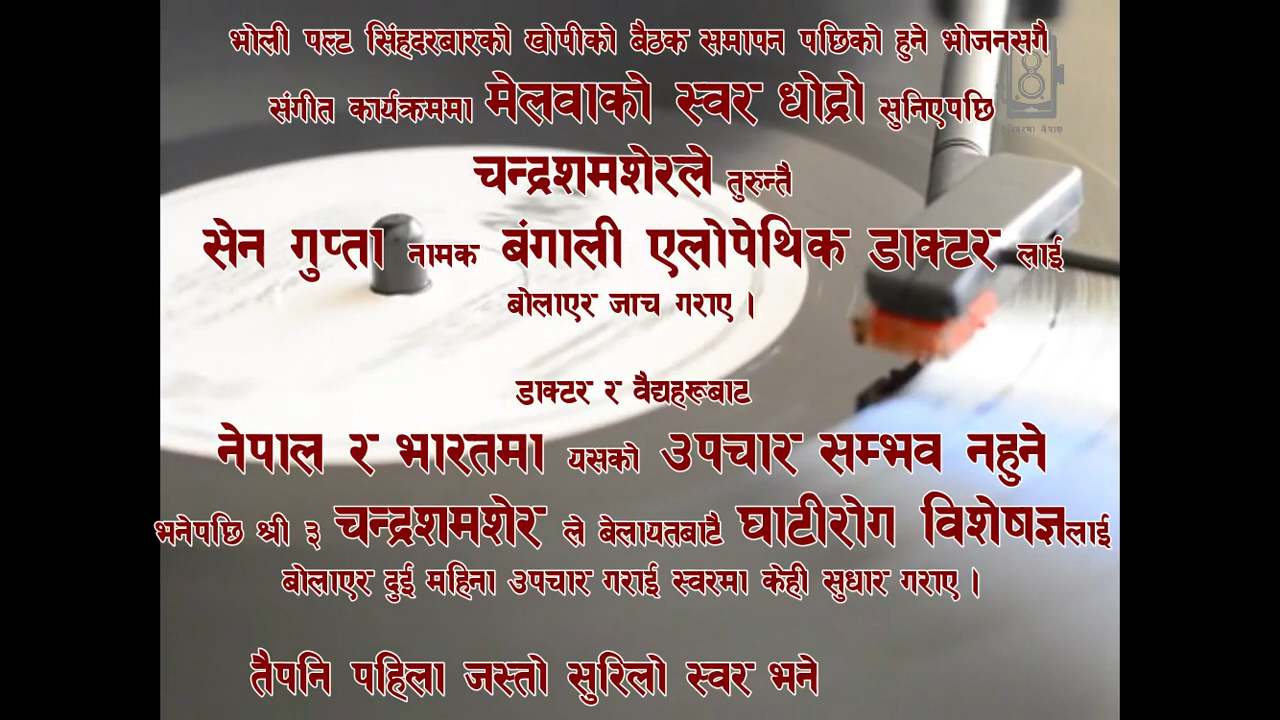 भोली पल्ट सिंहदरबारको खोपीको बैठक समापन पछिको हुने भोजनसगै
संगीत कार्यक्रममा मेलवाको स्वर धोद्रो सुनिएपछि
चन्द्रशमशेरले तुरुन्तै
सेन गुप्ता नामक बंगाली एलोपेथिक डाक्टर लाई
बोलाएर जाच गराए ।
डाक्टर र वैद्यहरूबाट
नेपाल र भारतमा यसको उपचार सम्भव नहुने
भनेपछि श्री ३ चन्द्रशमशेर ले बेलायतबाटै घाटीरोग विशेषज्ञलाई
बोलाएर दुई महिना उपचार गराई स्वरमा केही सुधार गराए ।
तैपनि पहिला जस्तो सुरिलो स्वर भने